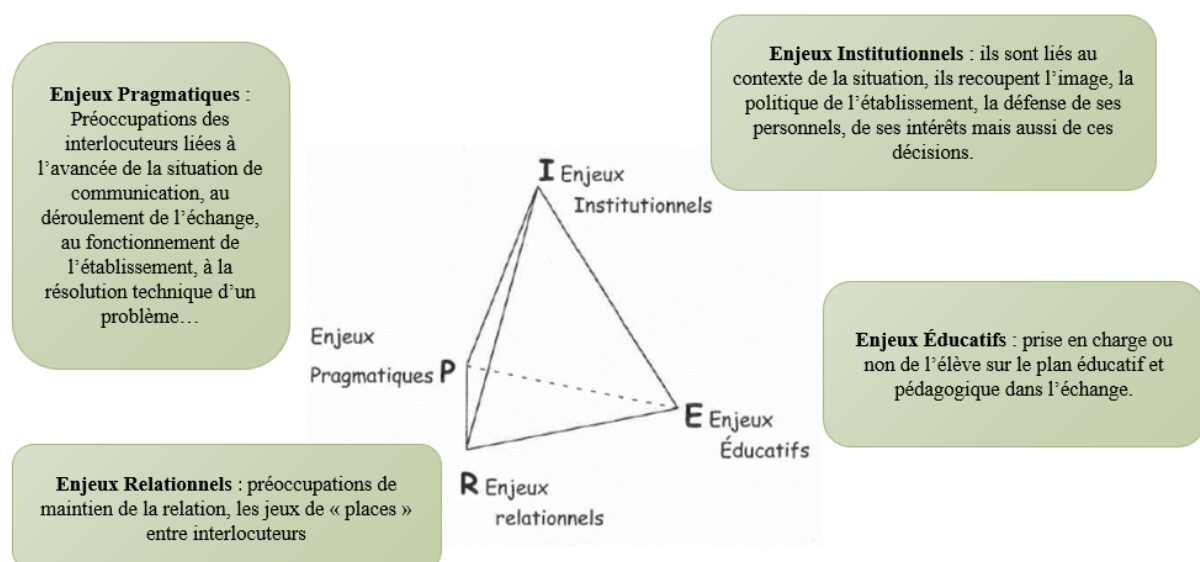 Enjeux Pragmatiques :
Préoccupations des
interlocuteurs liées à
l’avancée de la situation de
communication, au
déroulement de l’échange,
au fonctionnement de
l’établissement, à la
résolution technique d’un
problème…
Enjeux Institutionnels : ils sont liés au
contexte de la situation, ils recoupent l’image, la
politique de l’établissement, la défense de ses
personnels, de ses intérêts mais aussi de ces
décisions.
I Enjeux
Institutionnels
Enjeux
Pragmatiques P
E Enjeux
Éducatifs
R Enjeux
relationnels
Enjeux Éducatifs : prise en charge ou
non de l’élève sur le plan éducatif et
pédagogique dans l’échange.
Enjeux Relationnels : préoccupations de
maintien de la relation, les jeux de « places »
entre interlocuteurs